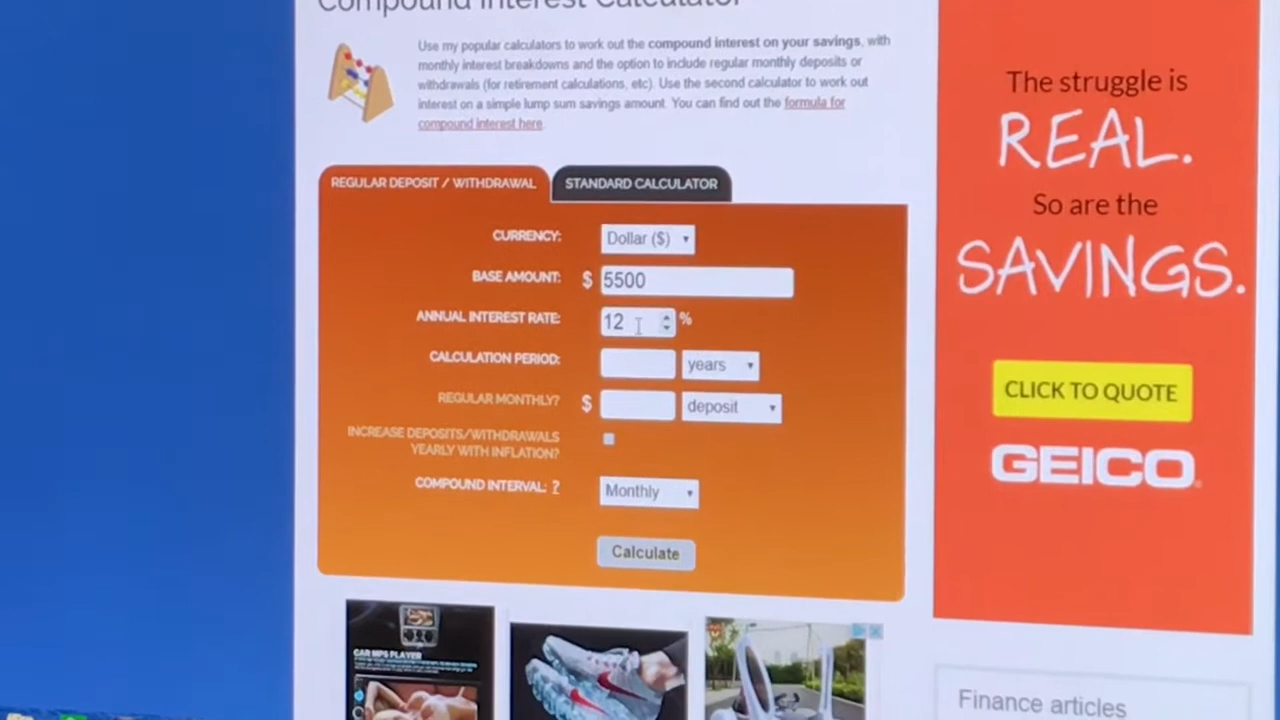 Compound Interest Calculator
Use my popular calculators to work out the compound interest on your savings, with
monthly interest breakdowns and the option to include regular monthly deposits or
withdrawals (for retirement calculations, etc). Use the second calculator to work out
interest on a simple lump sum savings amount. You can find out the formula for
compound interest here.
REGULAR DEPOSIT / WITHDRAWAL
STANDARD CALCULATOR
CURRENCY: Dollar ($)
BASE AMOUNT: $ 5500
ANNUAL INTEREST RATE: 12 %
CALCULATION PERIOD: years
REGULAR MONTHLY? $ deposit
INCREASE DEPOSITS/WITHDRAWALS
YEARLY WITH INFLATION?
COMPOUND INTERVAL: ? Monthly
Calculate
The struggle is
REAL.
So are the
SAVINGS.
CLICK TO QUOTE
GEICO
CAR MP5 PLAYER
Finance articles